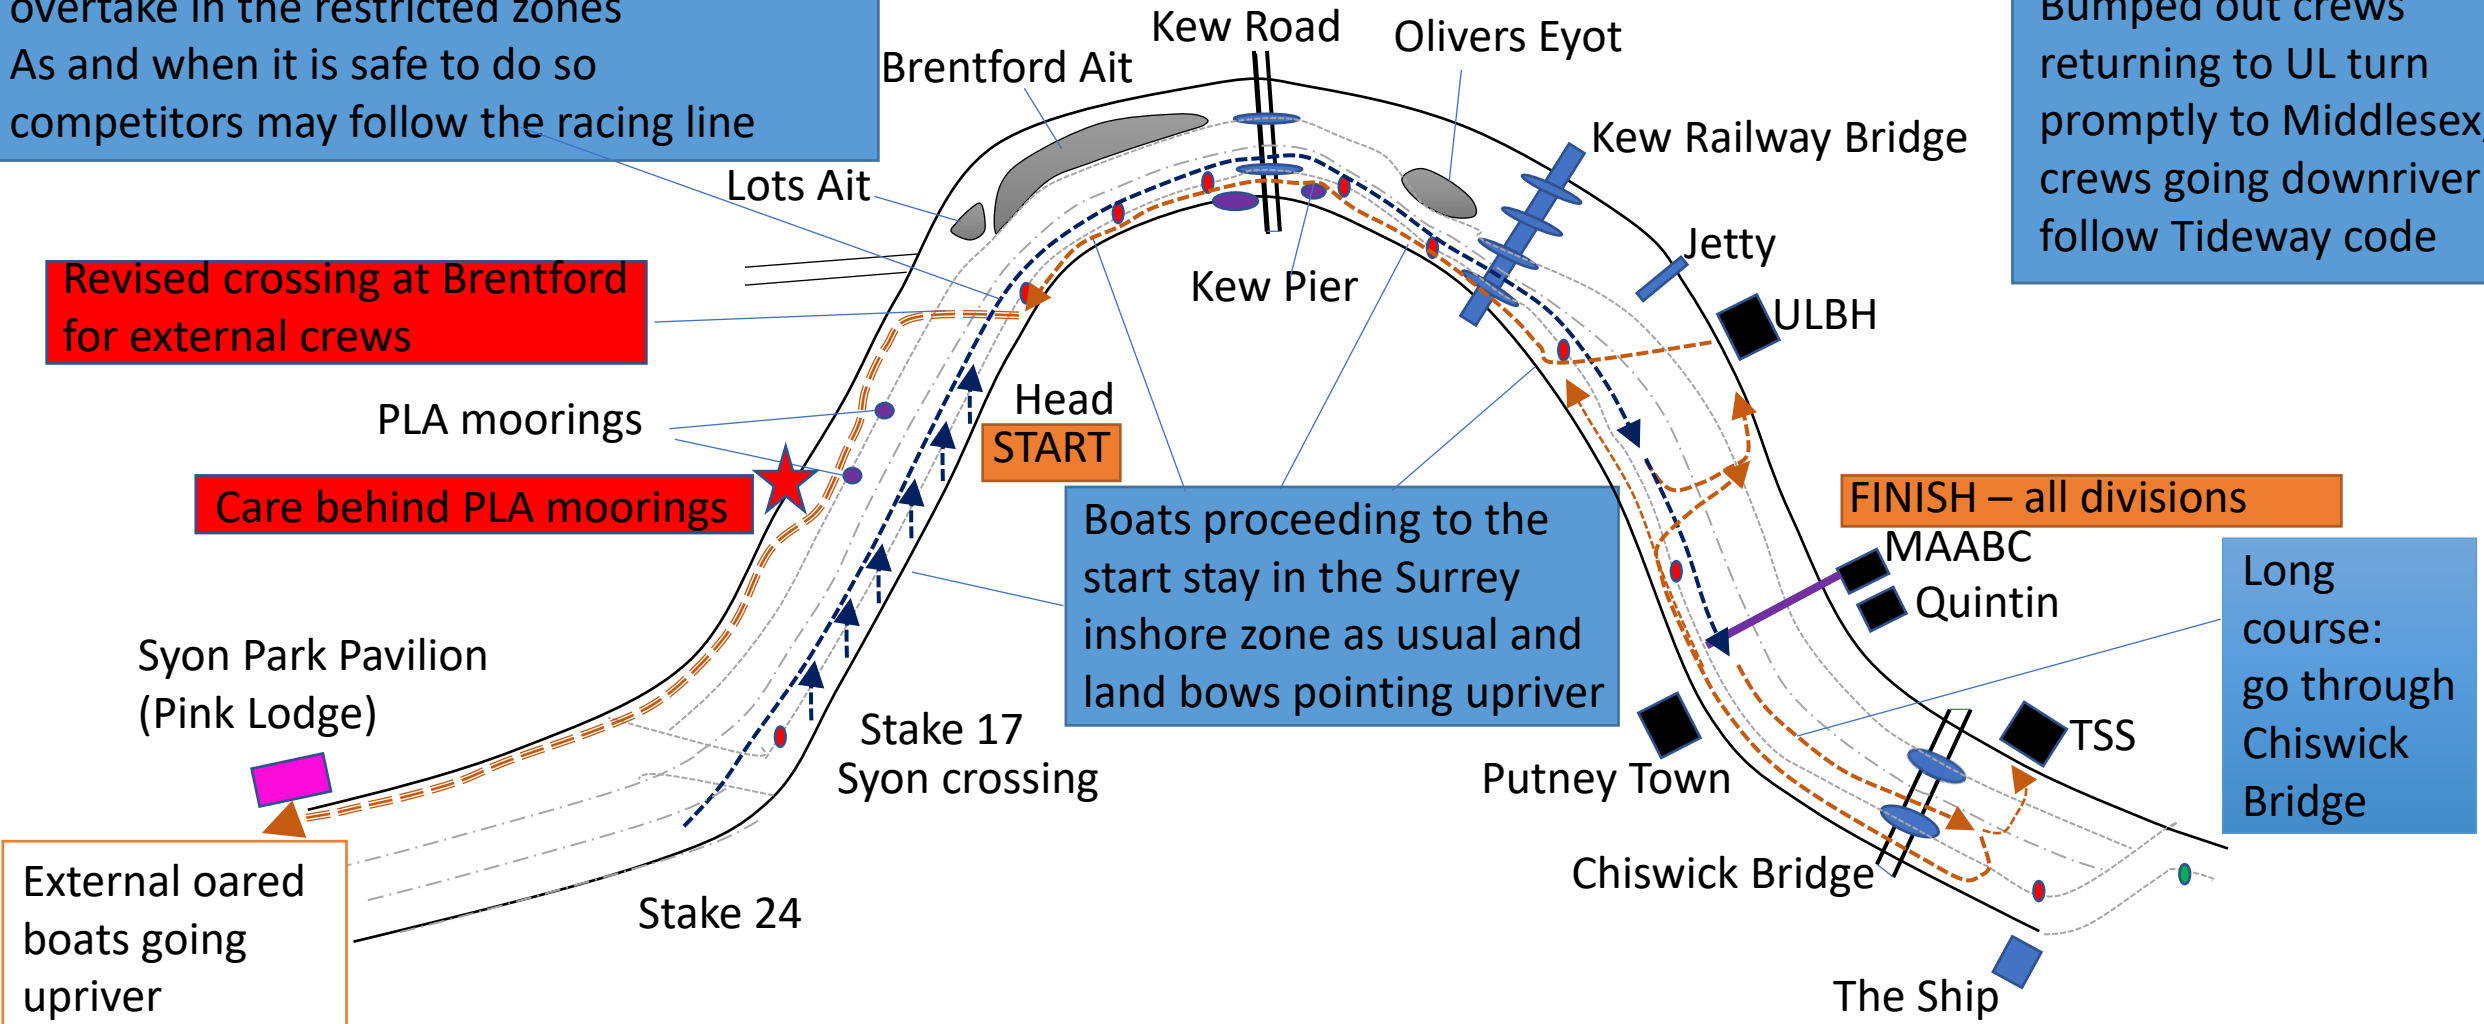 overtake in the restricted zones
As and when it is safe to do so
competitors may follow the racing line
Kew Road
Olivers Eyot
Brentford Ait
Bumped out crews
returning to UL turn
promptly to Middlesex,
crews going downriver
follow Tideway code
Kew Railway Bridge
Lots Ait
Jetty
Revised crossing at Brentford
for external crews
Kew Pier
ULBH
PLA moorings
Head
START
Care behind PLA moorings
FINISH – all divisions
MAABC
Quintin
Boats proceeding to the
start stay in the Surrey
inshore zone as usual and
land bows pointing upriver
Long
course:
go through
Chiswick
Bridge
Syon Park Pavilion
(Pink Lodge)
Stake 17
Syon crossing
Putney Town
TSS
Chiswick Bridge
External oared
boats going
upriver
Stake 24
The Ship